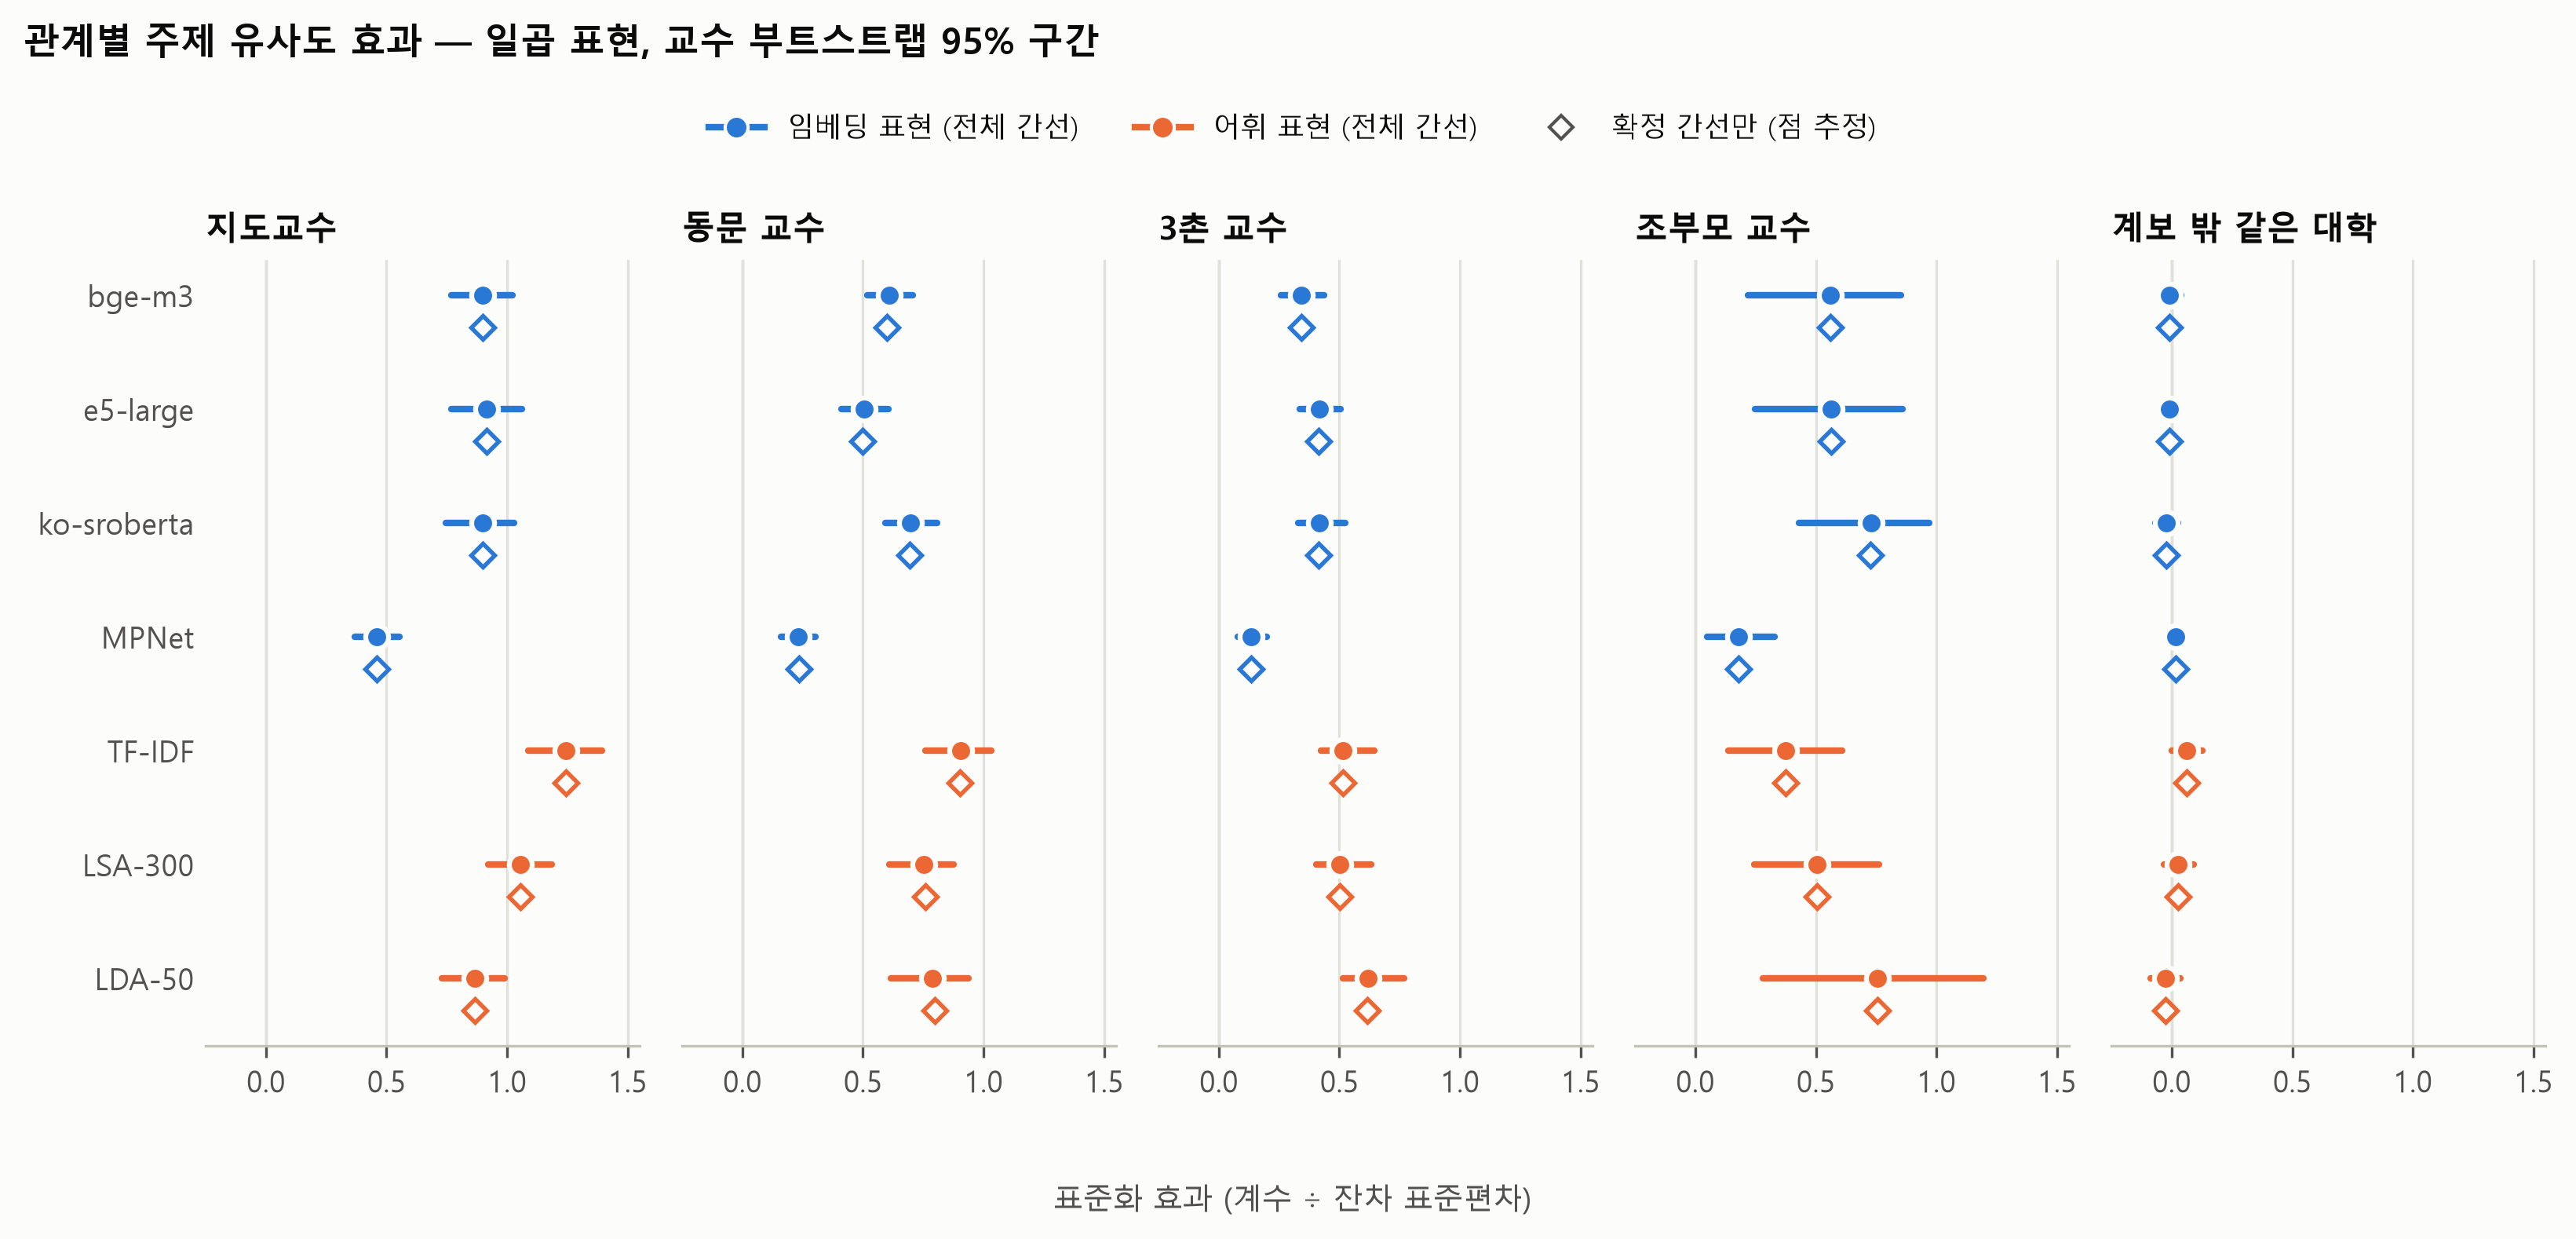 관계별 주제 유사도 효과 — 일곱 표현, 교수 부트스트랩 95% 구간
임베딩 표현 (전체 간선) 어휘 표현 (전체 간선) 확정 간선만 (점 추정)
지도교수 동문 교수 3촌 교수 조부모 교수 계보 밖 같은 대학
bge-m3
e5-large
ko-sroberta
MPNet
TF-IDF
LSA-300
LDA-50
0.0 0.5 1.0 1.5 0.0 0.5 1.0 1.5 0.0 0.5 1.0 1.5 0.0 0.5 1.0 1.5 0.0 0.5 1.0 1.5
표준화 효과 (계수 ÷ 잔차 표준편차)